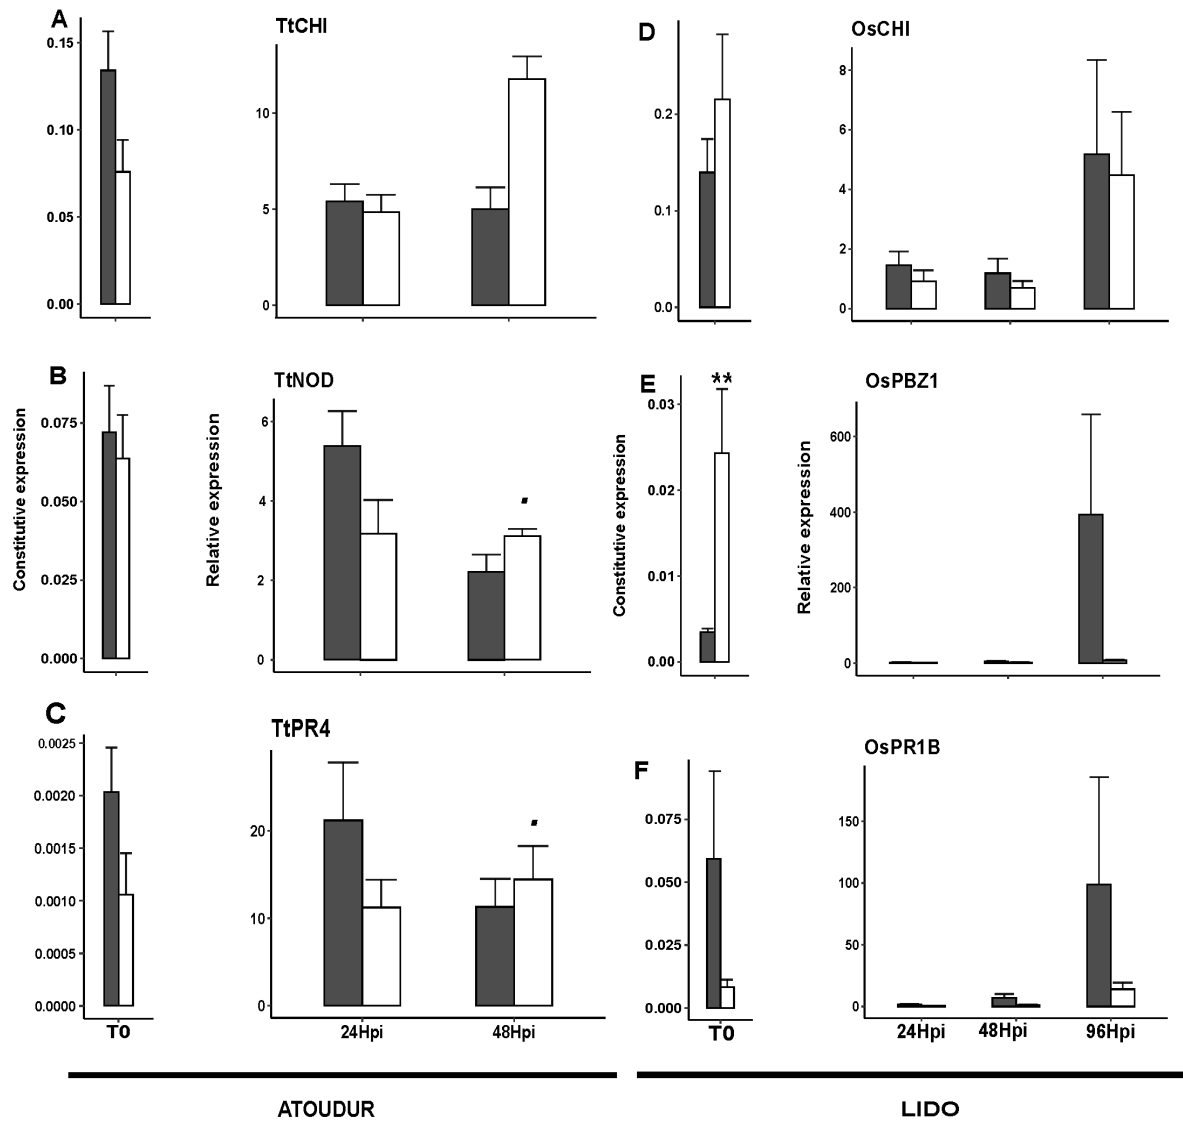 A
TtCHI
0.15
0.10
0.05
0.00
10
5
0
D
OsCHI
0.2
0.1
0.0
8
6
4
2
0
B
TtNOD
Constitutive expression
0.075
0.050
0.025
0.000
Relative expression
6
4
2
0
E
**
OsPBZ1
Constitutive expression
0.03
0.02
0.01
0.00
Relative expression
600
400
200
0
C
TtPR4
0.0025
0.0020
0.0015
0.0010
0.0005
0.0000
T0
20
10
0
24Hpi 48Hpi
F
OsPR1B
0.075
0.050
0.025
0.000
T0
150
100
50
0
24Hpi 48Hpi 96Hpi
ATOUDUR
LIDO